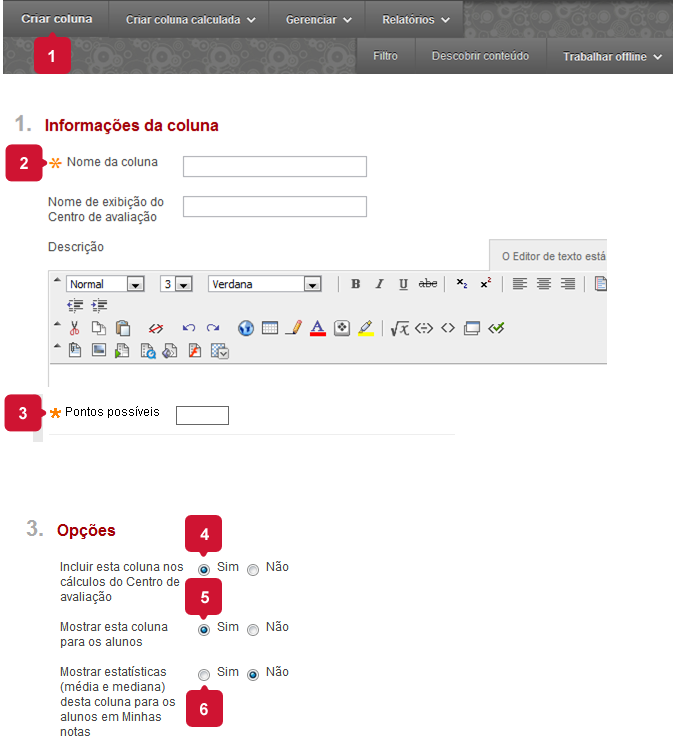 Criar coluna Criar coluna calculada Gerenciar Relatórios
1 Filtro Descobrir conteúdo Trabalhar offline
1. Informações da coluna
2 * Nome da coluna
Nome de exibição do
Centro de avaliação
Descrição
O Editor de texto está
Normal 3 Verdana B I U abc x₂ x²
√x <÷> <>
3 * Pontos possíveis
3. Opções
4
Incluir esta coluna nos Sim Não
cálculos do Centro de
avaliação
5
Mostrar esta coluna Sim Não
para os alunos
Mostrar estatísticas Sim Não
(média e mediana)
desta coluna para os
6
alunos em Minhas
notas